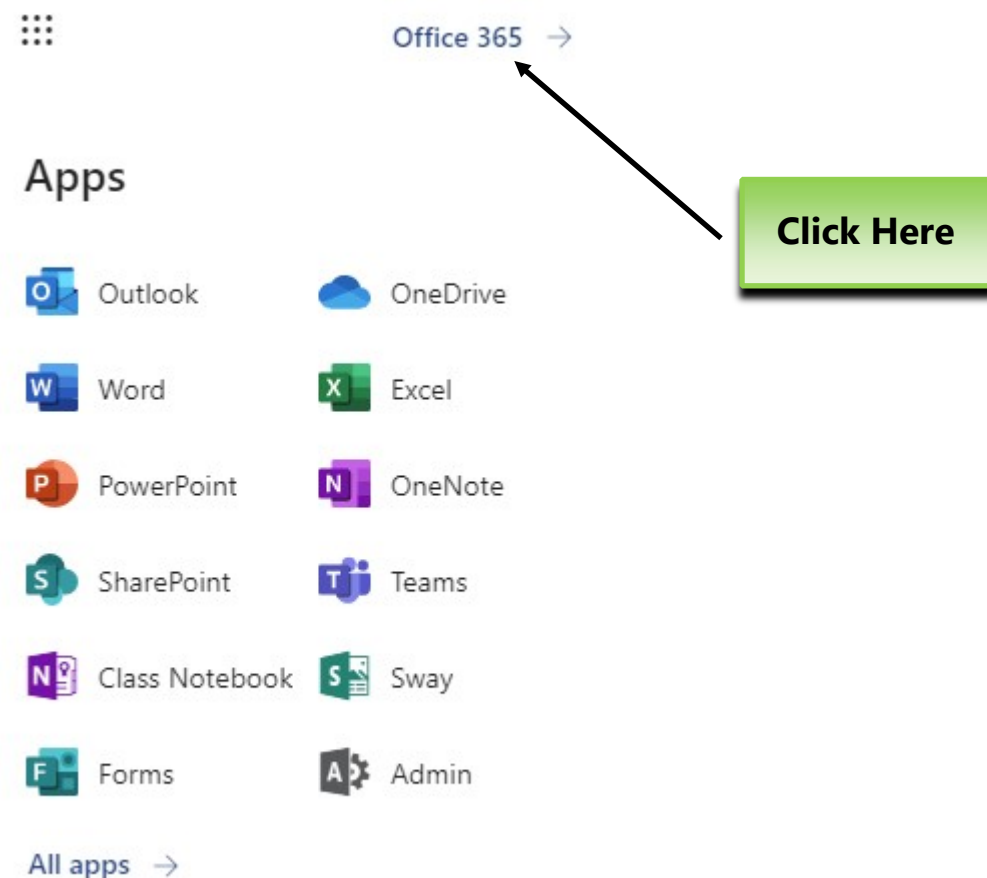 Office 365 →
Apps
Click Here
Outlook OneDrive
Word Excel
PowerPoint OneNote
SharePoint Teams
Class Notebook Sway
Forms Admin
All apps →